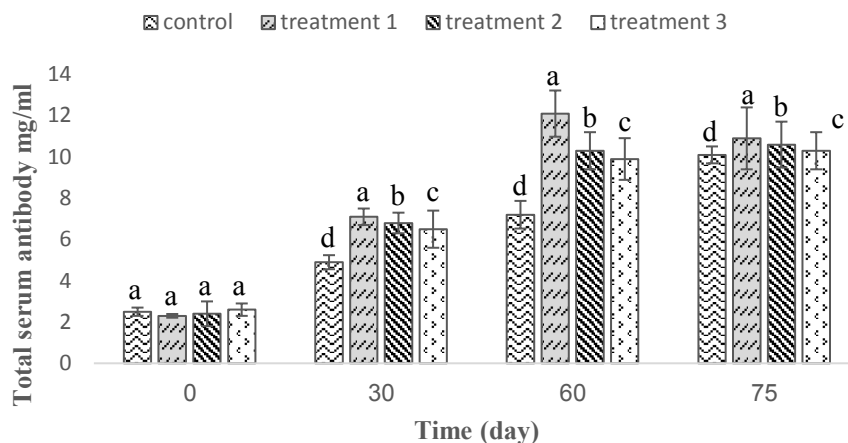 control treatment 1 treatment 2 treatment 3
14
12
10
8
6
4
2
0
Total serum antibody mg/ml
a a a a
d a b c
d a b c
d a b c
0 30 60 75
Time (day)